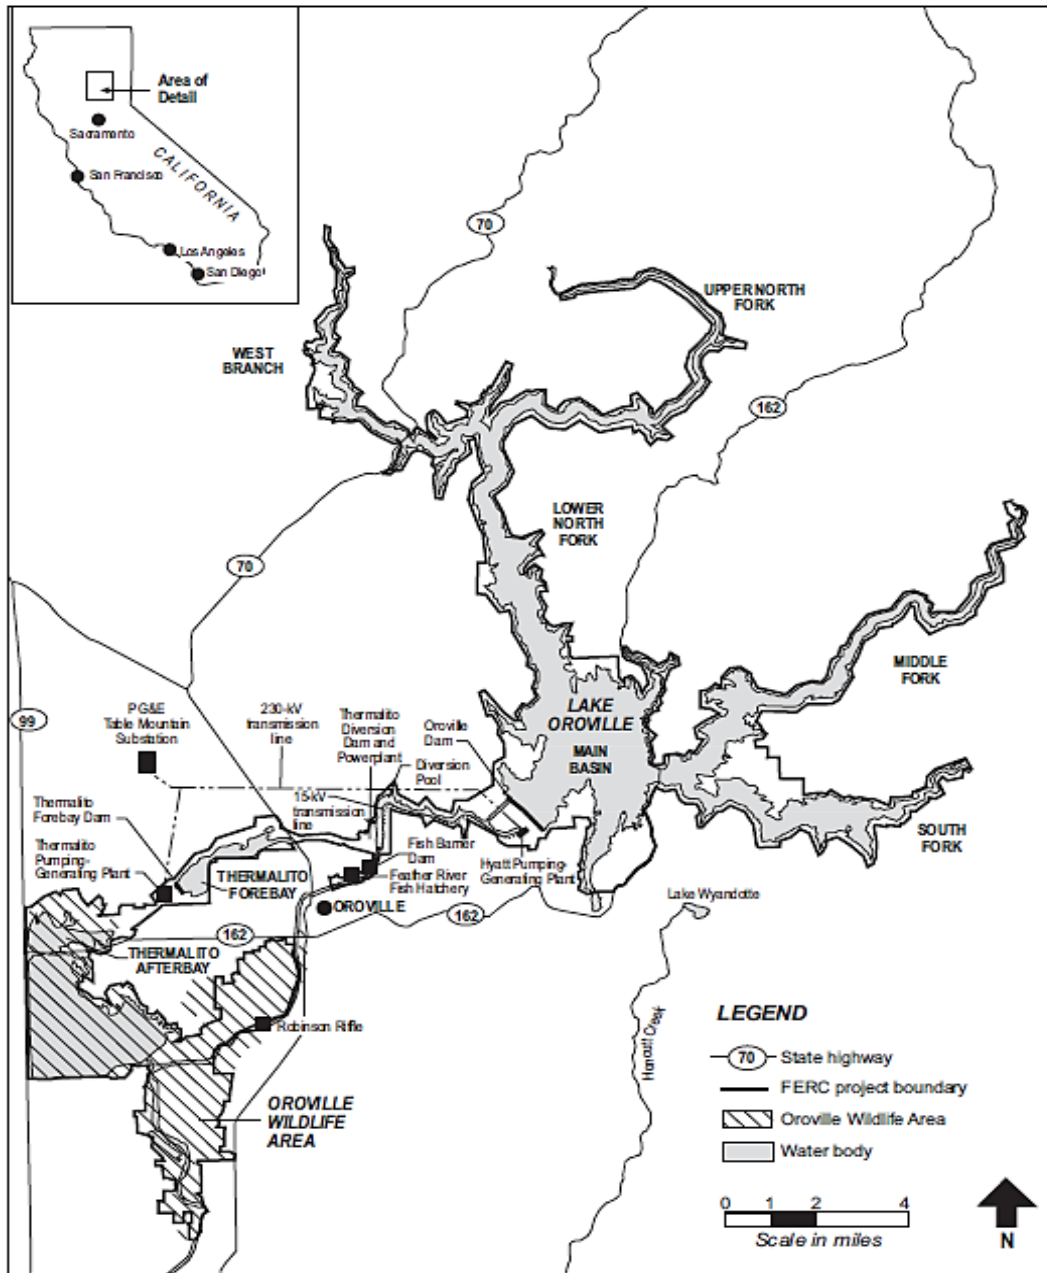 Area of
Detail
Sacramento
San Francisco
CALIFORNIA
Los Angeles
San Diego
70
UPPER NORTH
FORK
WEST
BRANCH
162
LOWER
NORTH
FORK
70
MIDDLE
FORK
99
PG&E
Table Mountain
Substation
230-kV
transmission
line
Thermalito
Diversion
Dam and
Powerplant
Oroville
Dam
Diversion
Pool
LAKE
OROVILLE
MAIN
BASIN
15-kV
transmission
line
Thermalito
Forebay Dam
Thermalito
Pumping-
Generating Plant
THERMALITO
FOREBAY
Fish Barrier
Dam
Feather River
Fish Hatchery
Hyatt Pumping-
Generating Plant
SOUTH
FORK
OROVILLE
162
162
Lake Wyandotte
THERMALITO
AFTERBAY
Robinson Riffle
Honcutt Creek
OROVILLE
WILDLIFE
AREA
LEGEND
70 State highway
FERC project boundary
Oroville Wildlife Area
Water body
0 1 2 4
Scale in miles
N